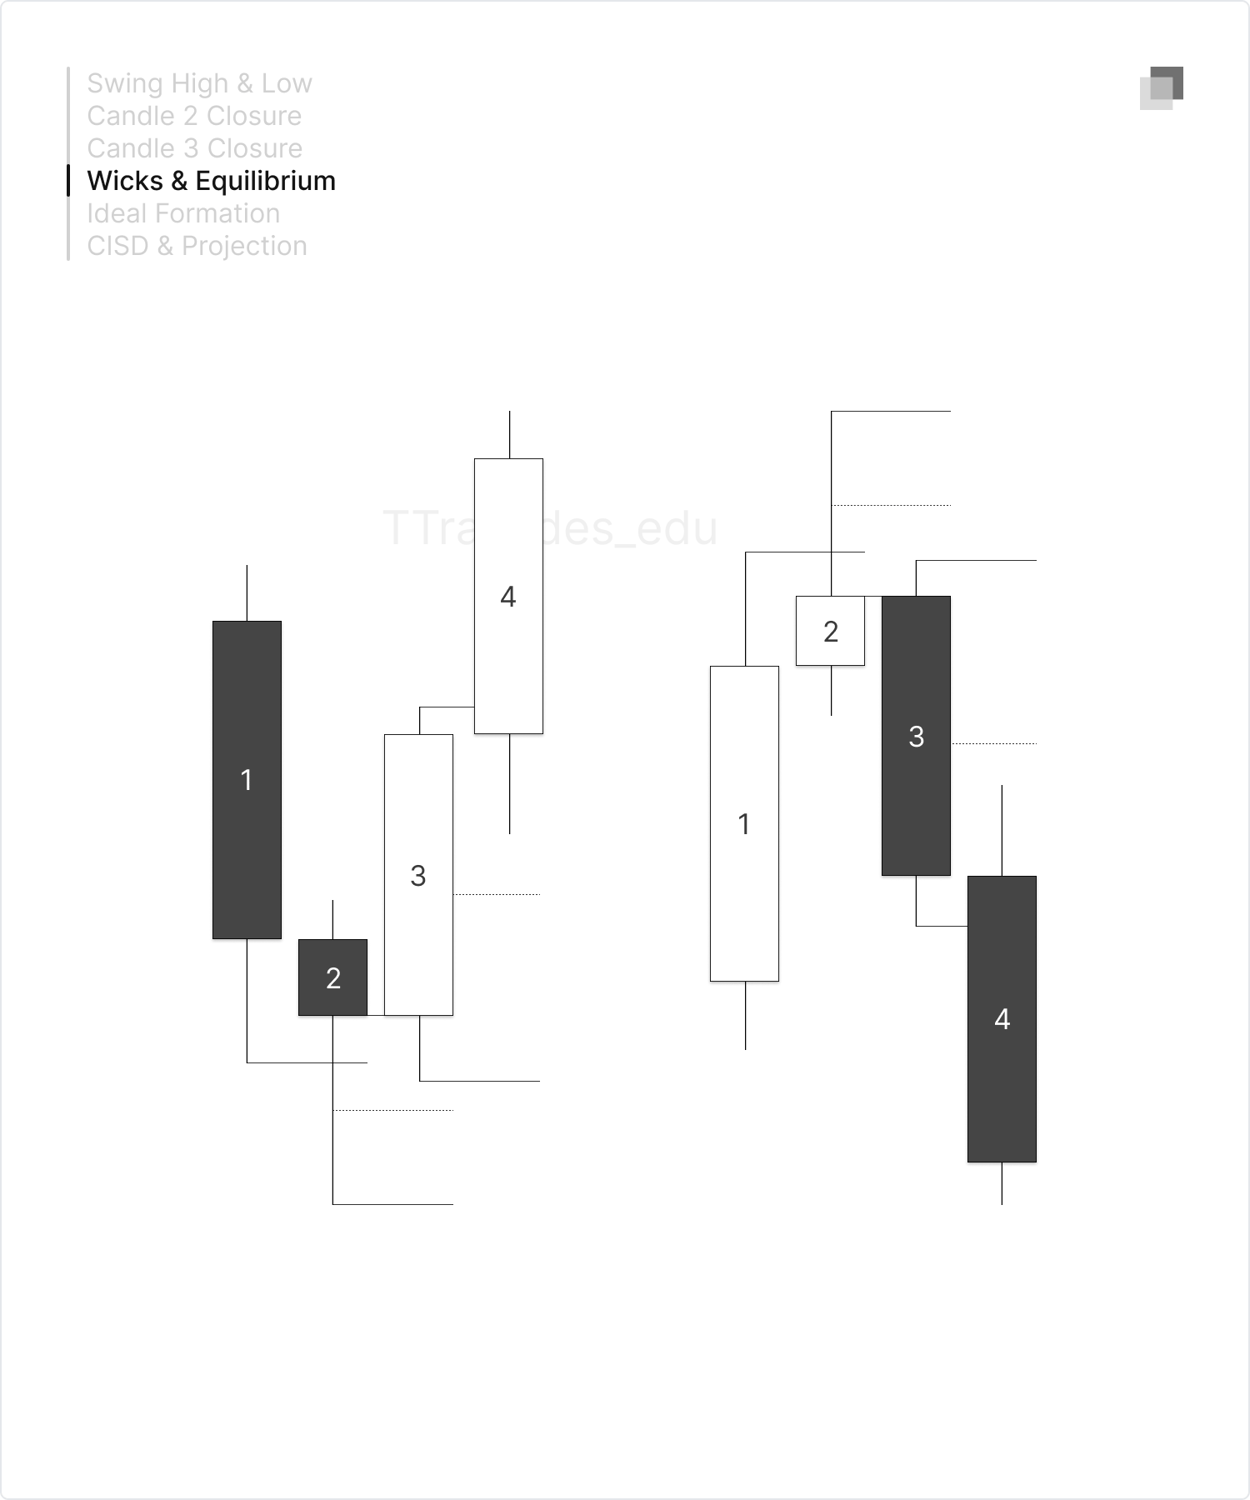 Swing High & Low
Candle 2 Closure
Candle 3 Closure
Wicks & Equilibrium
Ideal Formation
CISD & Projection
4
1
2
3
1
2
3
4